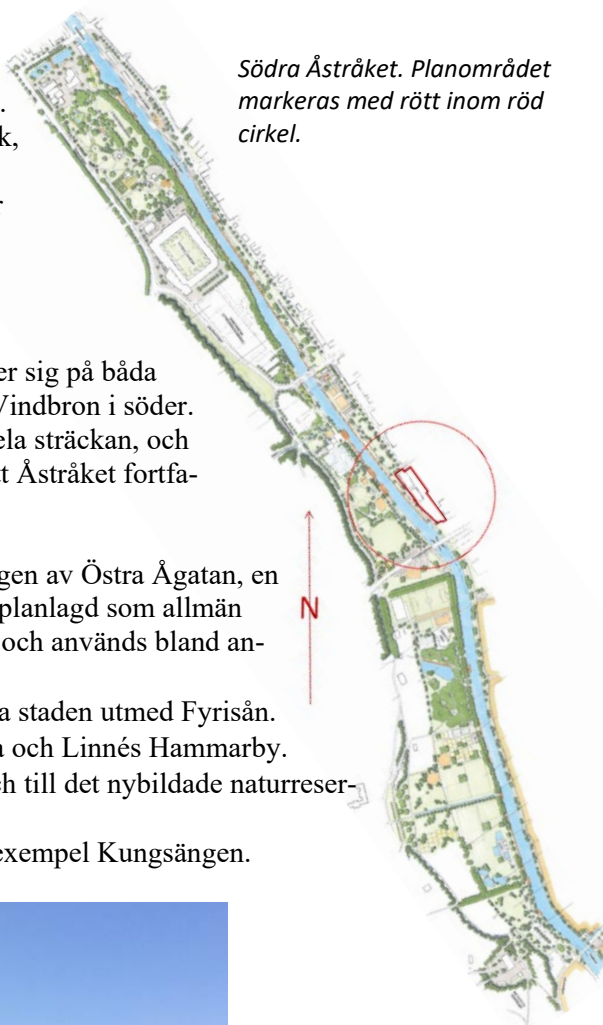 Södra Åstråket. Planområdet
markeras med rött inom röd
cirkel.
er sig på båda
Vindbron i söder.
ela sträckan, och
tt Åstråket fortfa-
gen av Östra Ågatan, en
planlagd som allmän
och används bland an-
N
a staden utmed Fyrisån.
a och Linnés Hammarby.
ch till det nybildade naturreser-
exempel Kungsängen.